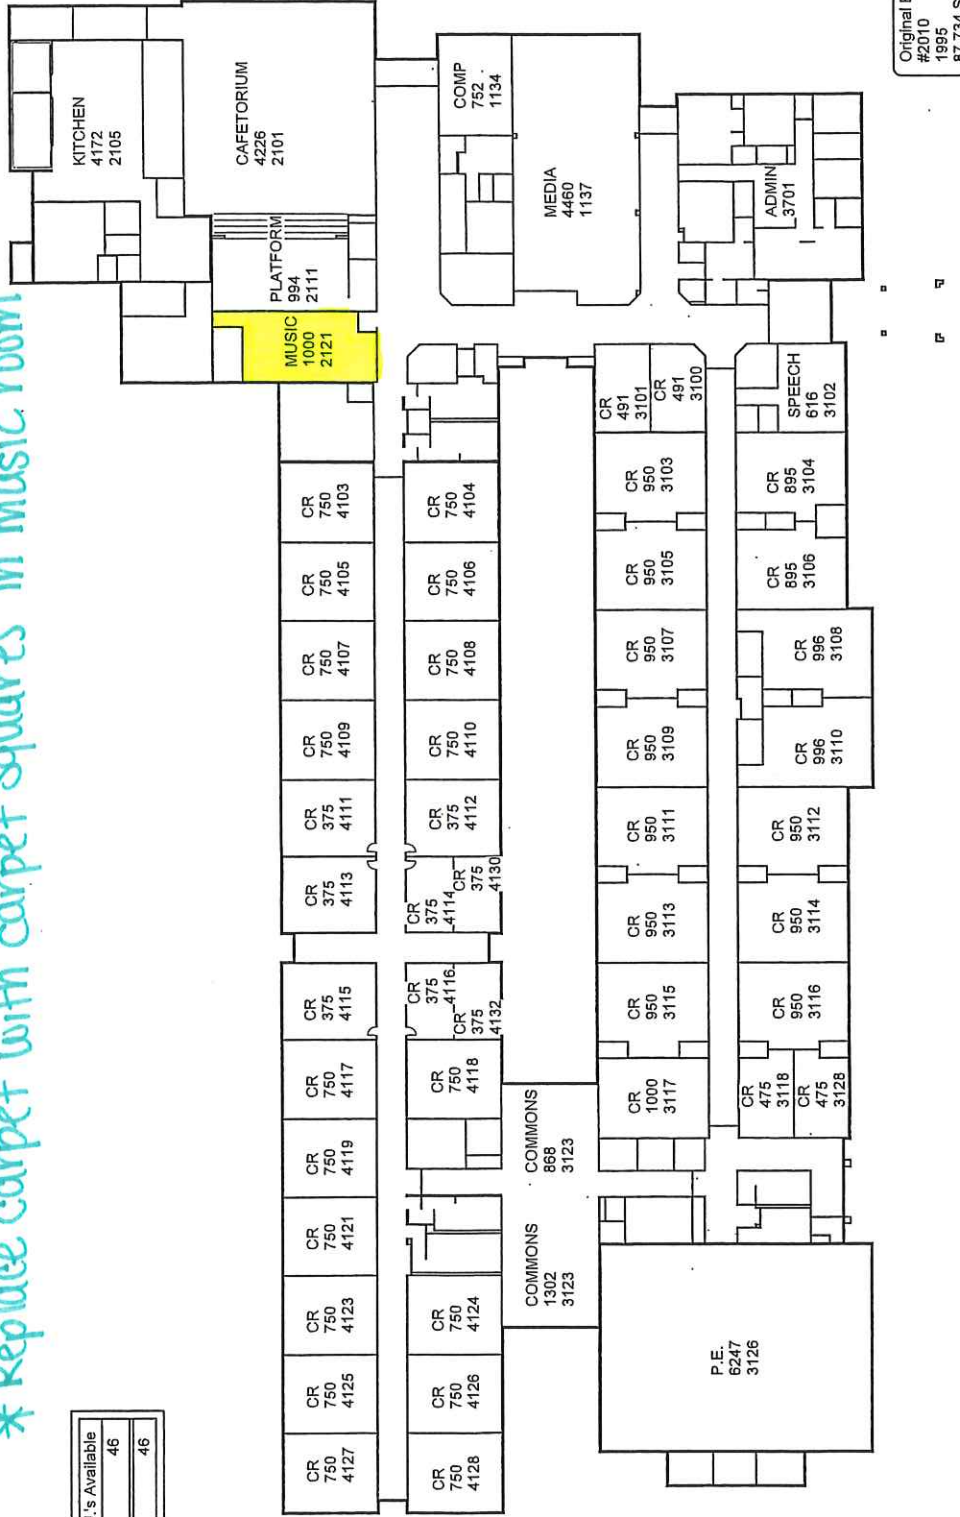 * Replace carpet with carpet squares in music room
.'s Available
46
46
Original
#2010
1995
87,734
KITCHEN
4172
2105
CAFETORIUM
4226
2101
PLATFORM
994
2111
MUSIC
1000
2121
COMP
752
1134
MEDIA
4460
1137
ADMIN
3701
CR
750
4127
CR
750
4125
CR
750
4123
CR
750
4121
CR
750
4119
CR
750
4117
CR
375
4115
CR
375
4113
CR
375
4111
CR
750
4109
CR
750
4107
CR
750
4105
CR
750
4103
CR
750
4128
CR
750
4126
CR
750
4124
CR
750
4118
CR
375
4116
CR
375
4132
CR
375
4114
CR
375
4130
CR
375
4112
CR
750
4110
CR
750
4108
CR
750
4106
CR
750
4104
COMMONS
1302
3123
COMMONS
868
3123
CR
1000
3117
CR
950
3115
CR
950
3113
CR
950
3111
CR
950
3109
CR
950
3107
CR
950
3105
CR
950
3103
CR
491
3101
CR
491
3100
P.E.
6247
3126
CR
475
3118
CR
475
3128
CR
950
3116
CR
950
3114
CR
950
3112
CR
996
3110
CR
996
3108
CR
895
3106
CR
895
3104
SPEECH
616
3102